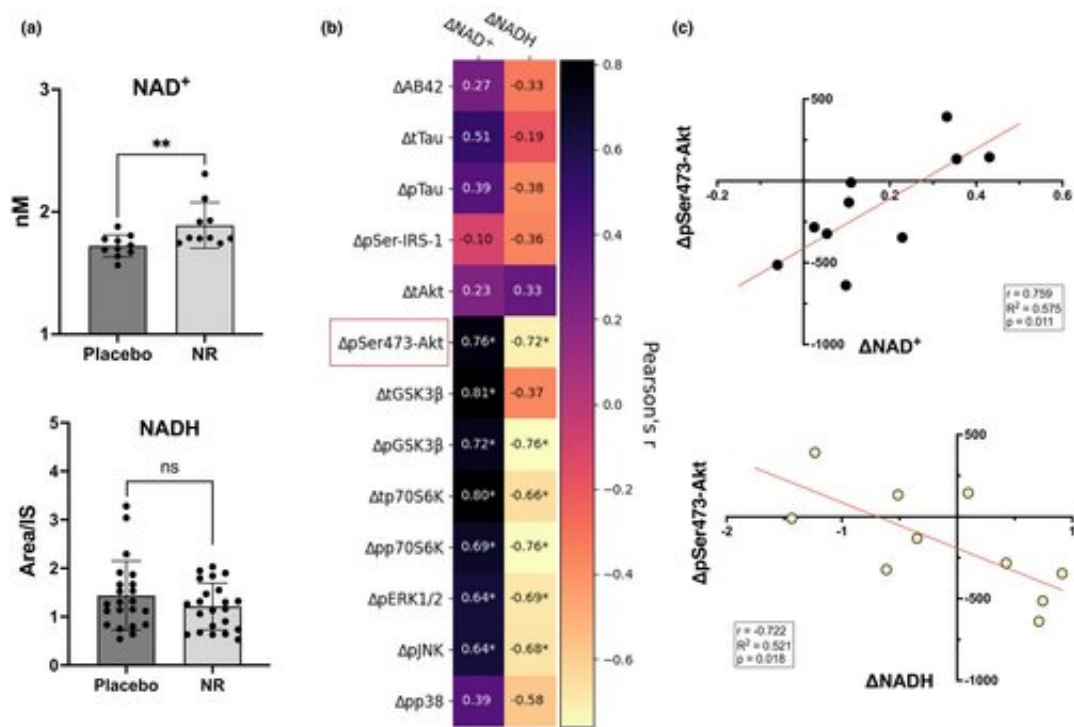 (a)
NAD⁺
3
**
2
nM
1
Placebo NR
NADH
5
ns
4
3
Area/IS
2
1
0
Placebo NR
(b)
ΔNAD⁺ ΔNADH
ΔAB42 0.27 -0.33
ΔtTau 0.51 -0.19
ΔpTau 0.39 -0.38
ΔpSer-IRS-1 -0.10 -0.36
ΔtAkt 0.23 0.33
ΔpSer473-Akt 0.76* -0.72*
ΔtGSK3β 0.81* -0.37
ΔpGSK3β 0.72* -0.76*
Δtp70S6K 0.80* -0.66*
Δpp70S6K 0.69* -0.76*
ΔpERK1/2 0.64* -0.69*
ΔpJNK 0.64* -0.68*
Δpp38 0.39 -0.58
0.8
0.6
0.4
0.2
0.0
−0.2
−0.4
−0.6
Pearson's r
(c)
500
ΔpSer473-Akt
-0.2 0.2 0.4 0.6
-500
r = 0.759
R² = 0.575
p = 0.011
-1000
ΔNAD⁺
500
ΔpSer473-Akt
-2 -1 1
-500
r = -0.722
R² = 0.521
p = 0.018
-1000
ΔNADH